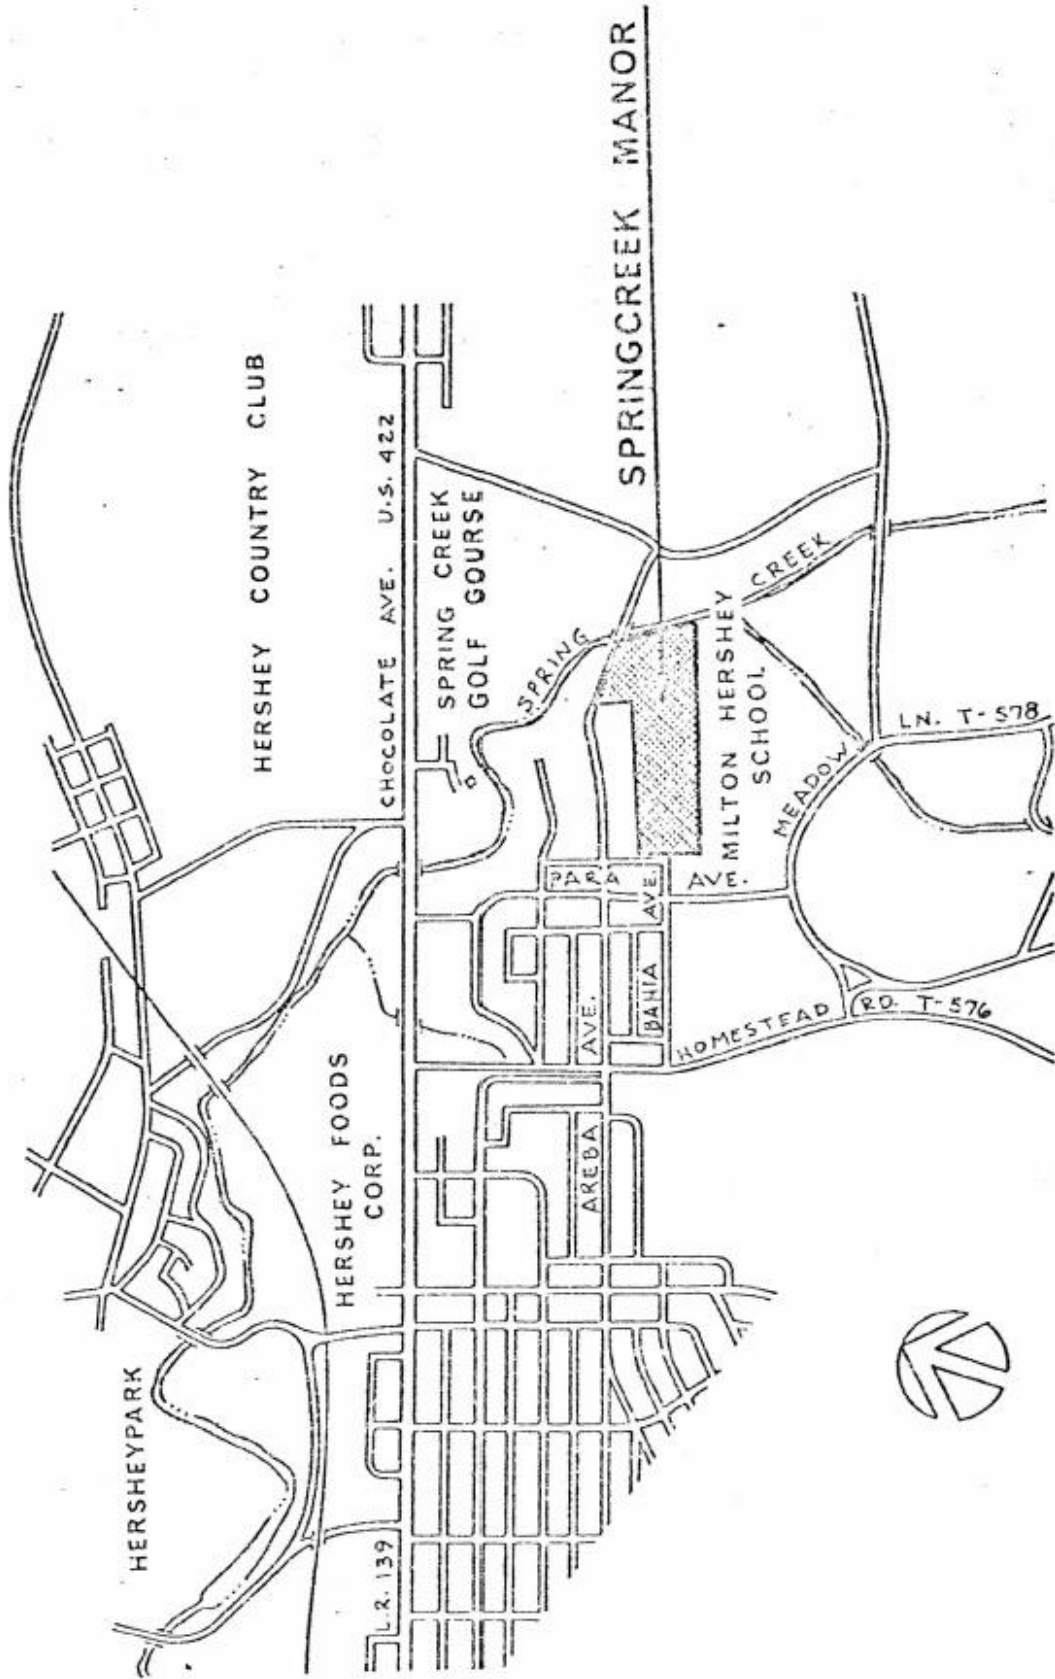 HERSHEYPARK
HERSHEY COUNTRY CLUB
HERSHEY FOODS
CORP.
L.R. 139
CHOCOLATE AVE. U.S. 422
SPRING CREEK
GOLF GOURSE
SPRING CREEK
SPRINGCREEK MANOR
PARA AVE.
AREBA AVE.
BAHIA AVE.
MILTON HERSHEY
SCHOOL
MEADOW LN. T-578
HOMESTEAD RD. T-576